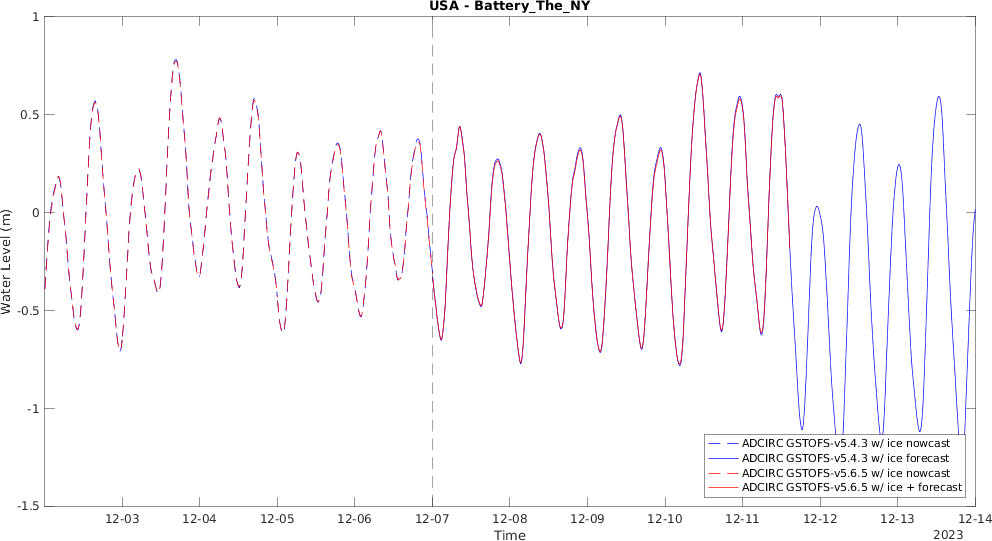 USA - Battery_The_NY
1
0.5
0
-0.5
-1
-1.5
Water Level (m)
ADCIRC GSTOFS-v5.4.3 w/ ice nowcast
ADCIRC GSTOFS-v5.4.3 w/ ice forecast
ADCIRC GSTOFS-v5.6.5 w/ ice nowcast
ADCIRC GSTOFS-v5.6.5 w/ ice + forecast
12-03 12-04 12-05 12-06 12-07 12-08 12-09 12-10 12-11 12-12 12-13 12-14
Time
2023